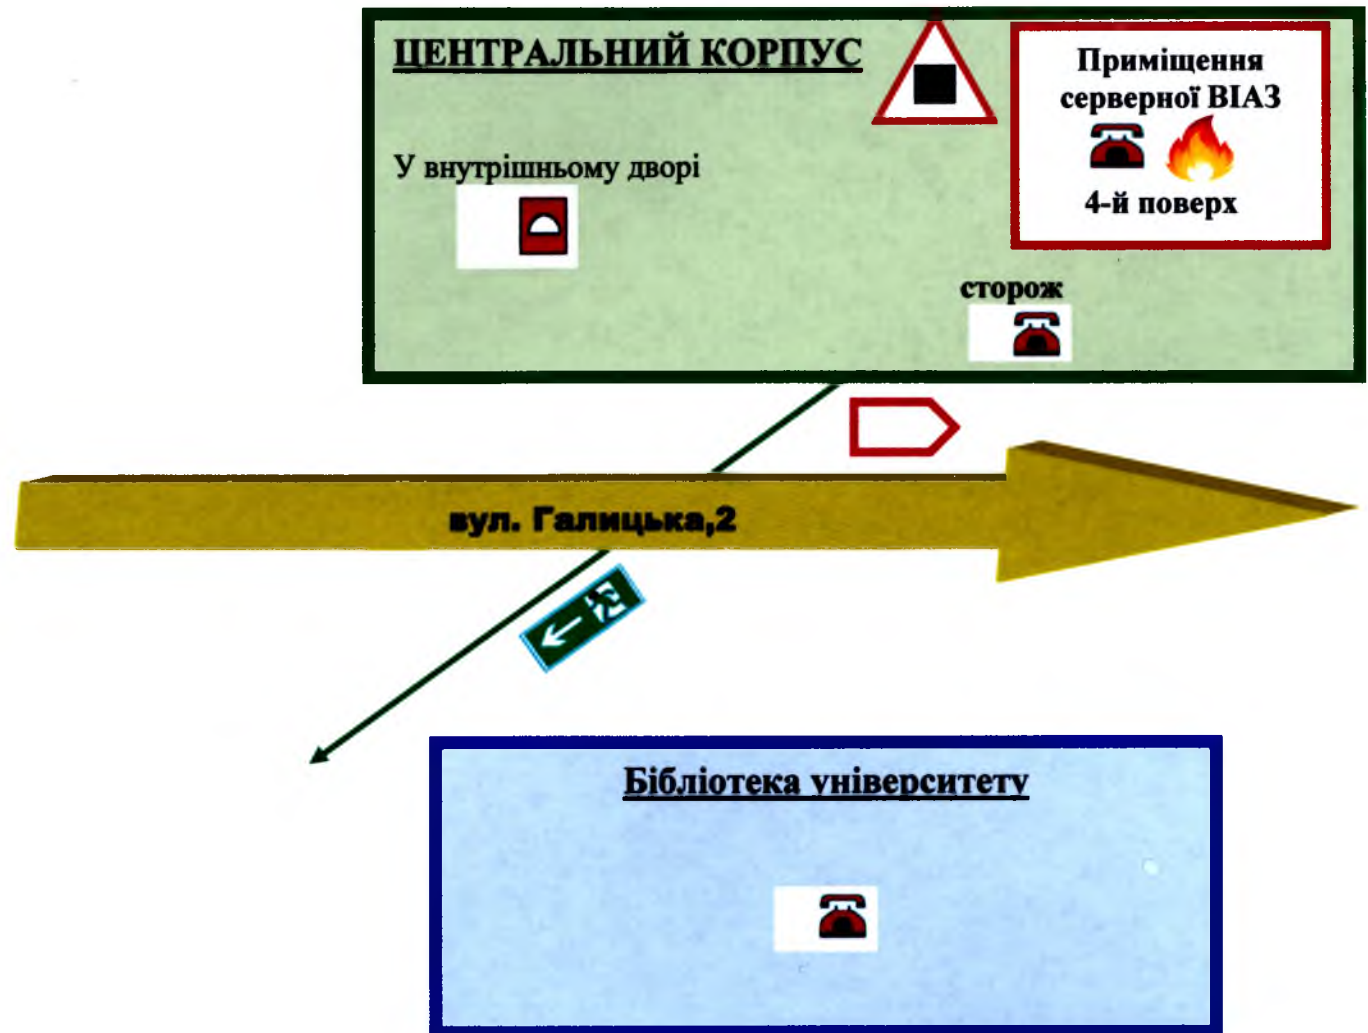 ЦЕНТРАЛЬНИЙ КОРПУС
Приміщення
серверної ВІАЗ
4-й поверх
У внутрішньому дворі
сторож
вул. Галицька,2
Бібліотека університету